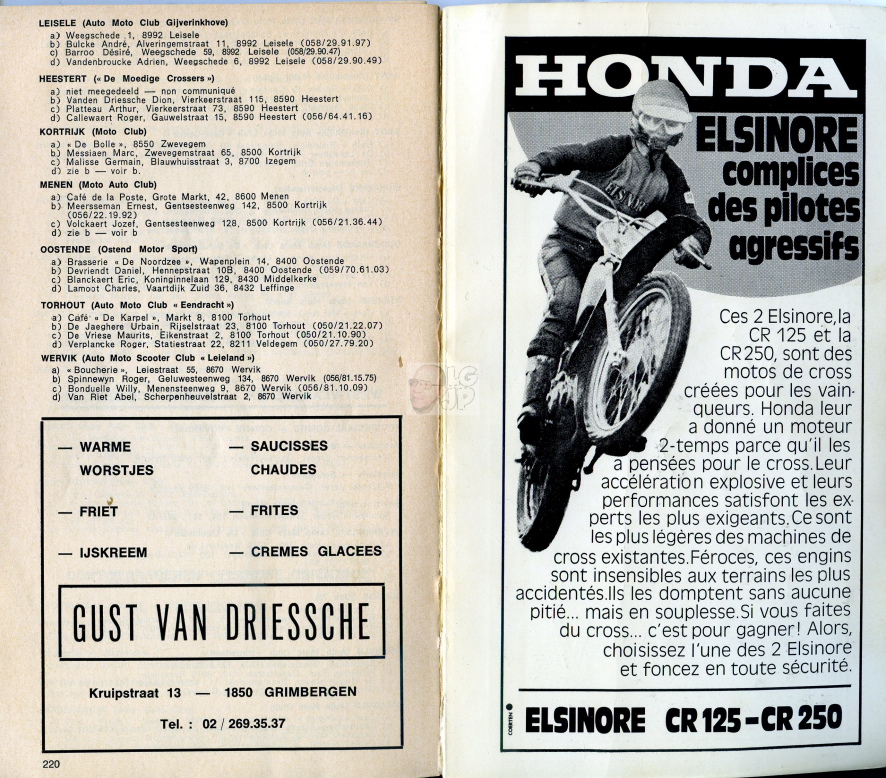 LEISELE (Auto Moto Club Gijverinkhove)
a) Weegschede 1, 8992 Leisele
b) Bulcke André, Alveringemstraat 11, 8992 Leisele (058/29.91.97)
c) Barroo Désiré, Weegschede 59, 8992 Leisele (058/29.90.47)
d) Vandenbroucke Adrien, Weegschede 6, 8992 Leisele (058/29.90.49)
HEESTERT (« De Moedige Crossers »)
a) niet meegedeeld — non communiqué
b) Vanden Driessche Dion, Vierkeerstraat 115, 8590 Heestert
c) Platteau Arthur, Vierkeerstraat 73, 8590 Heestert
d) Callewaert Roger, Gauwelstraat 15, 8590 Heestert (056/64.41.16)
KORTRIJK (Moto Club)
a) « De Bolle », 8550 Zwevegem
b) Messiaen Marc, Zwevegemstraat 65, 8500 Kortrijk
c) Malisse Germain, Blauwhuisstraat 3, 8700 Izegem
d) zie b — voir b.
MENEN (Moto Auto Club)
a) Café de la Poste, Grote Markt, 42, 8600 Menen
b) Meersseman Ernest, Gentsesteenweg 142, 8500 Kortrijk
(056/22.19.92)
c) Volckaert Jozef, Gentsesteenweg 128, 8500 Kortrijk (056/21.36.44)
d) zie b — voir b
OOSTENDE (Ostend Motor Sport)
a) Brasserie « De Noordzee », Wapenplein 14, 8400 Oostende
b) Devriendt Daniel, Hennepstraat 10B, 8400 Oostende (059/70.61.03)
c) Blanckaert Eric, Koninginnelaan 129, 8430 Middelkerke
d) Lamoot Charles, Vaartdijk Zuid 36, 8432 Leffinge
TORHOUT (Auto Moto Club « Eendracht »)
a) Café « De Karpel », Markt 8, 8100 Torhout
b) De Jaeghere Urbain, Rijselstraat 23, 8100 Torhout (050/21.22.07)
c) De Vriese Maurits, Eikenstraat 2, 8100 Torhout (050/21.10.90)
d) Verplancke Roger, Statiestraat 22, 8211 Veldegem (050/27.79.20)
WERVIK (Auto Moto Scooter Club « Leieland »)
a) « Boucherie », Leiestraat 55, 8670 Wervik
b) Spinnewyn Roger, Geluwesteenweg 134, 8670 Wervik (056/81.15.75)
c) Bonduelle Willy, Menensteenweg 9, 8670 Wervik (056/81.10.09)
d) Van Riet Abel, Scherpenheuvelstraat 2, 8670 Wervik
— WARME WORSTJES
— SAUCISSES CHAUDES
— FRIET
— FRITES
— IJSKREEM
— CREMES GLACEES
GUST VAN DRIESSCHE
Kruipstraat 13 — 1850 GRIMBERGEN
Tel. : 02 / 269.35.37
220
LG
JP
HONDA
ELSINORE
complices
des pilotes
agressifs
ELSINORE
Ces 2 Elsinore,la
CR 125 et la
CR250, sont des
motos de cross
créées pour les vain-
queurs. Honda leur
a donné un moteur
2-temps parce qu'il les
a pensées pour le cross.Leur
accélération explosive et leurs
performances satisfont les ex-
perts les plus exigeants.Ce sont
les plus légères des machines de
cross existantes.Féroces, ces engins
sont insensibles aux terrains les plus
accidentés.Ils les domptent sans aucune
pitié... mais en souplesse.Si vous faites
du cross... c'est pour gagner! Alors,
choisissez l'une des 2 Elsinore
et foncez en toute sécurité.
COERTEN
ELSINORE CR 125-CR 250